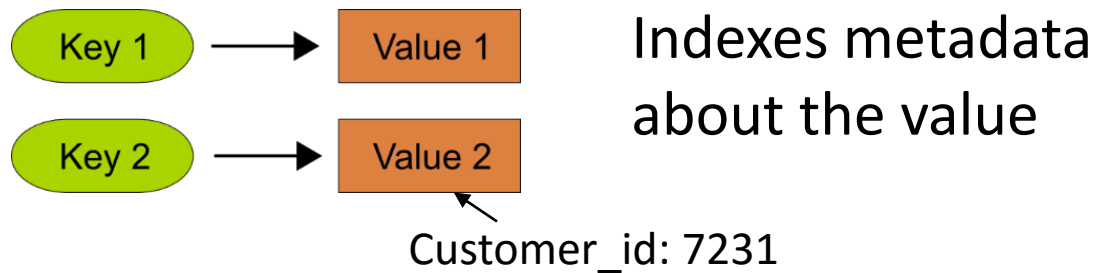 Key 1
Value 1
Indexes metadata
about the value
Key 2
Value 2
Customer_id: 7231